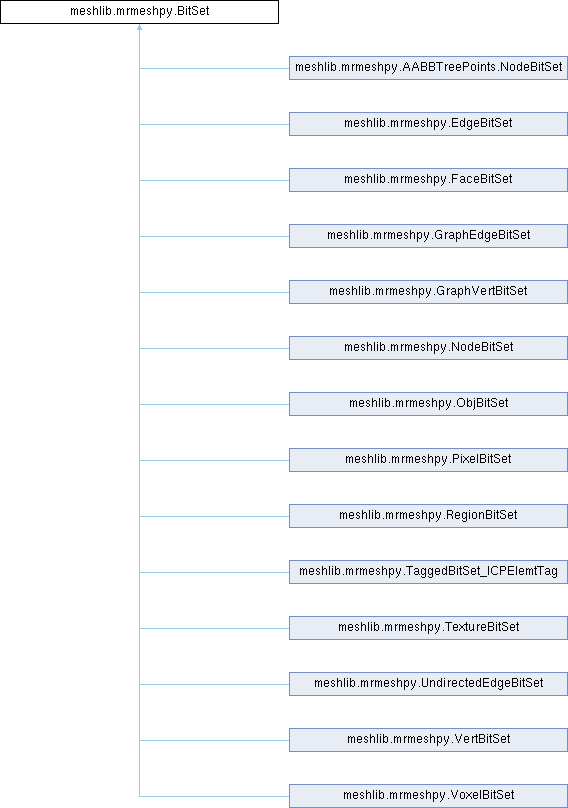 meshlib.mrmeshpy.BitSet
meshlib.mrmeshpy.AABBTreePoints.NodeBitSet
meshlib.mrmeshpy.EdgeBitSet
meshlib.mrmeshpy.FaceBitSet
meshlib.mrmeshpy.GraphEdgeBitSet
meshlib.mrmeshpy.GraphVertBitSet
meshlib.mrmeshpy.NodeBitSet
meshlib.mrmeshpy.ObjBitSet
meshlib.mrmeshpy.PixelBitSet
meshlib.mrmeshpy.RegionBitSet
meshlib.mrmeshpy.TaggedBitSet_ICPElemtTag
meshlib.mrmeshpy.TextureBitSet
meshlib.mrmeshpy.UndirectedEdgeBitSet
meshlib.mrmeshpy.VertBitSet
meshlib.mrmeshpy.VoxelBitSet